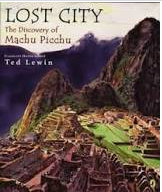 LOST CITY
The Discovery of
Machu Picchu
TED LEWIN